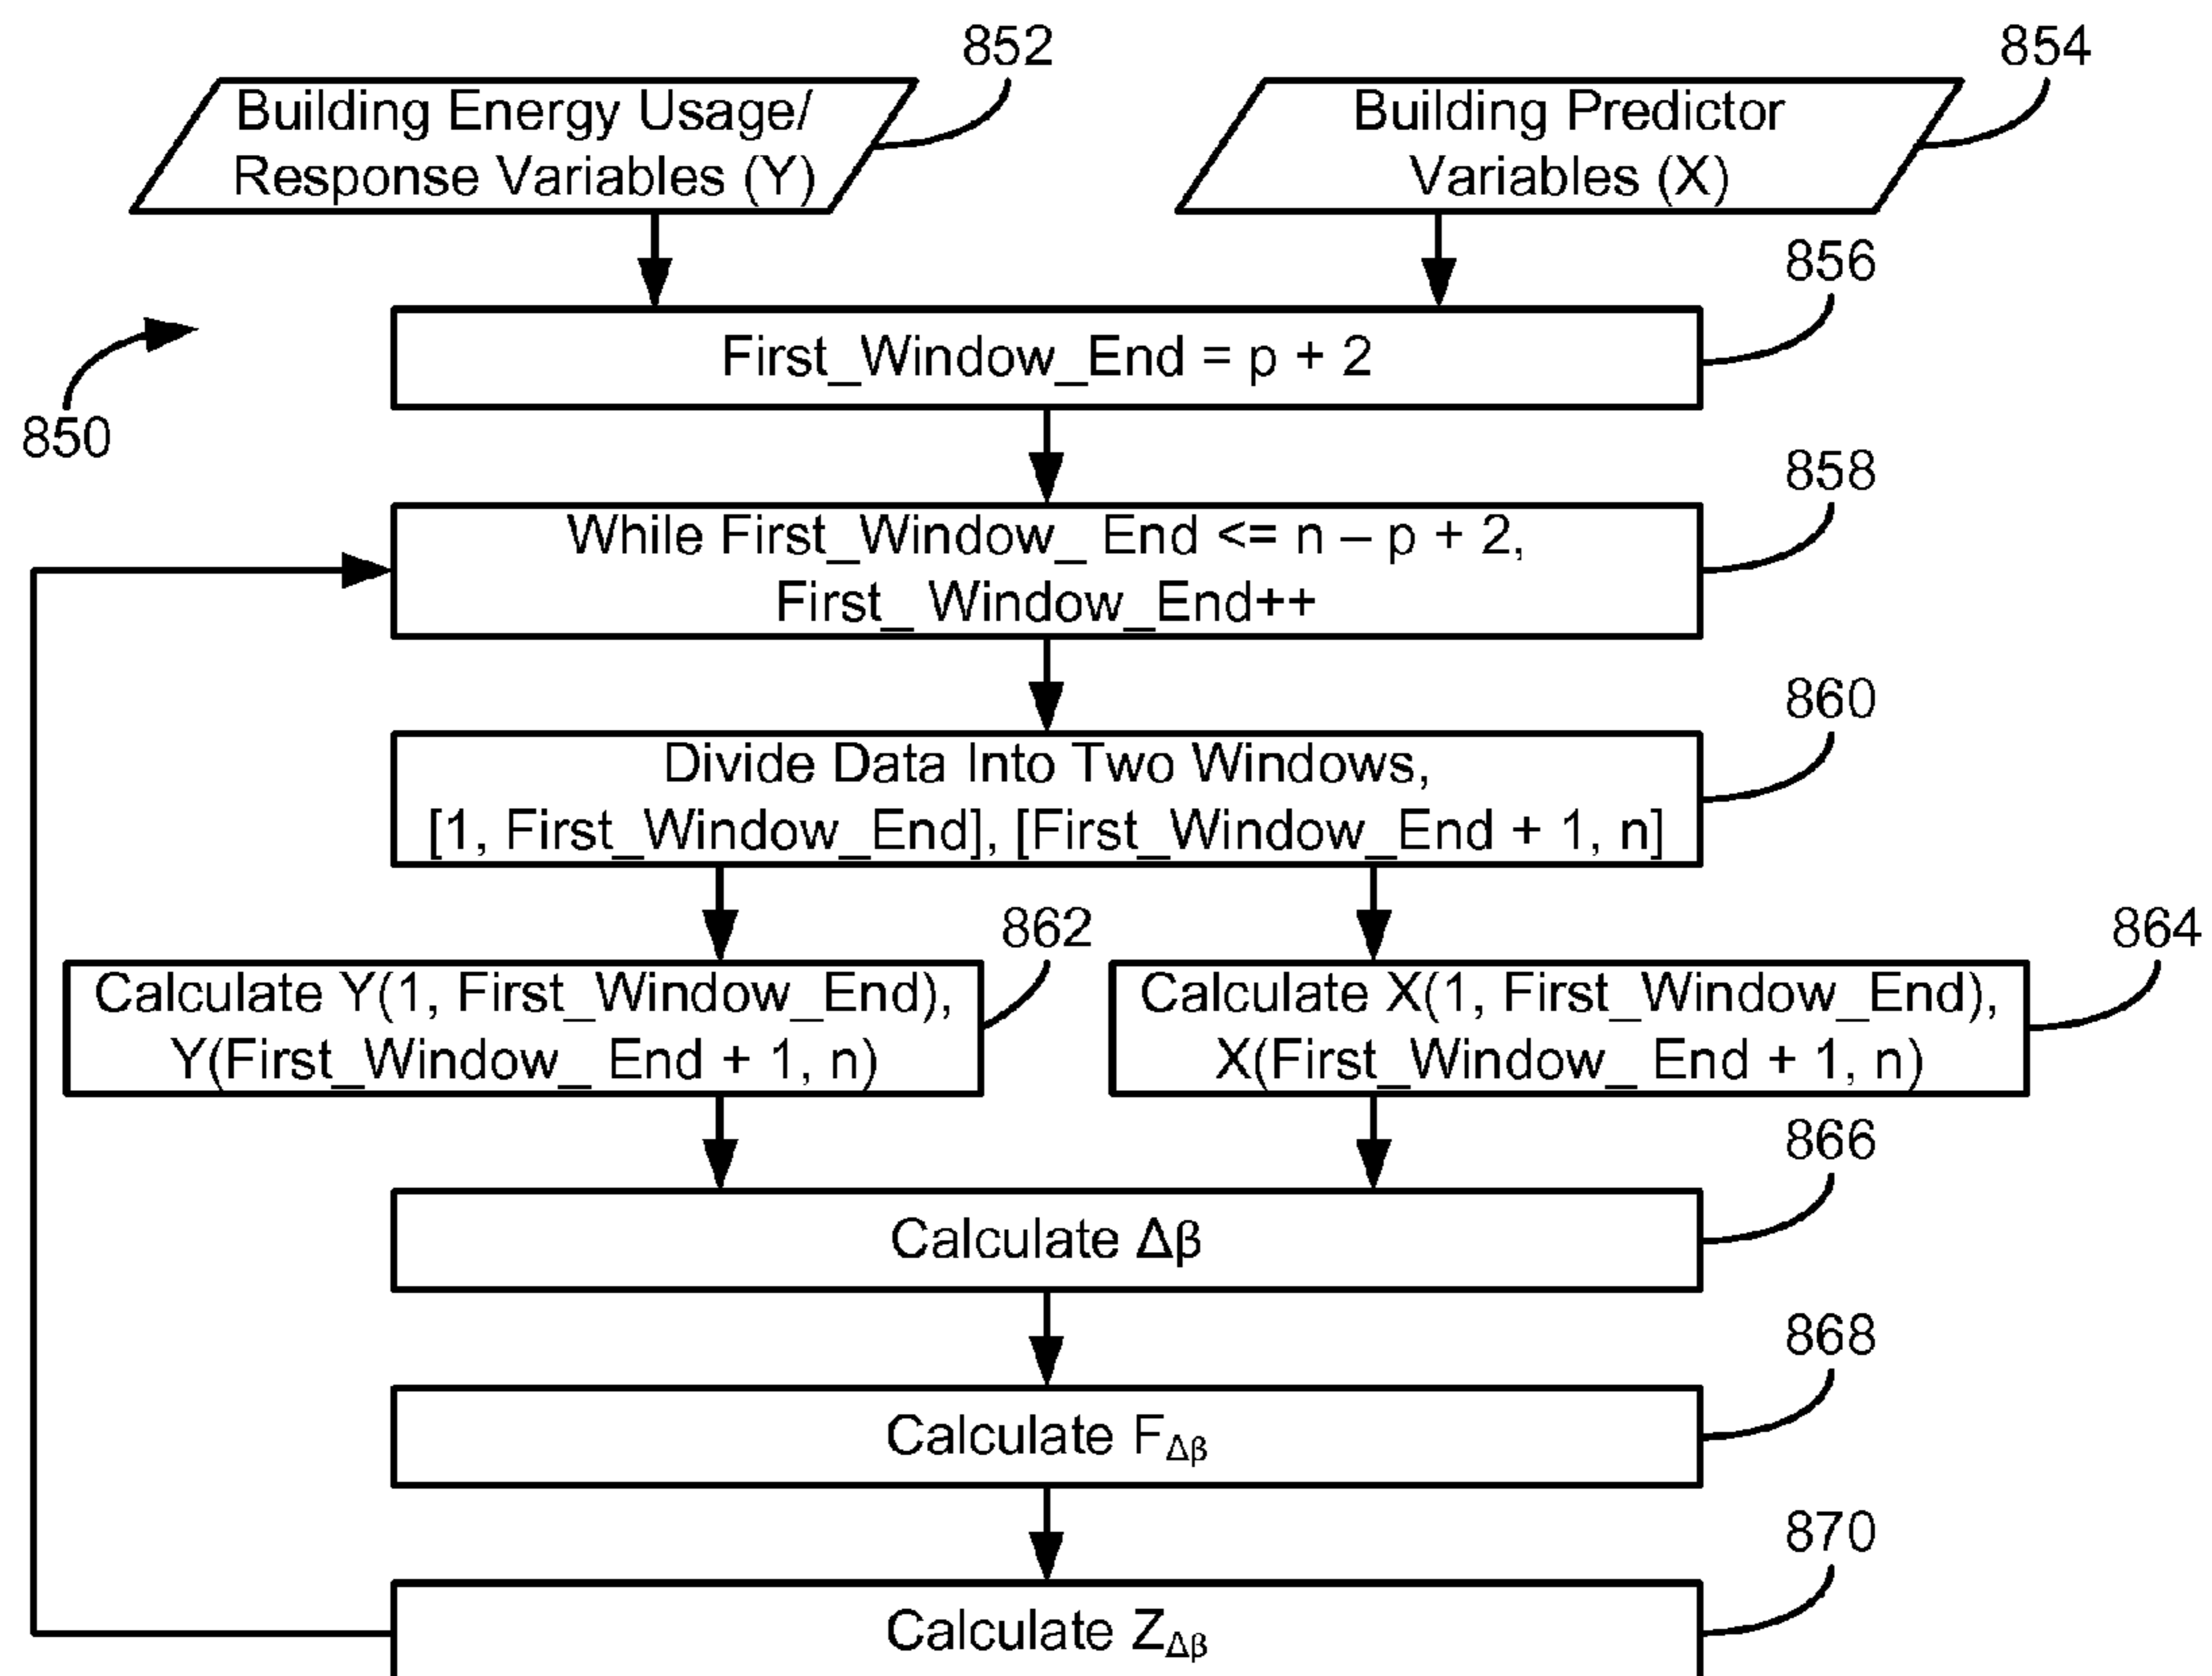 852
854
Building Energy Usage/
Response Variables (Y)
Building Predictor
Variables (X)
856
First_Window_End = p + 2
850
858
While First_Window_ End <= n – p + 2,
First_ Window_End++
860
Divide Data Into Two Windows,
[1, First_Window_End], [First_Window_End + 1, n]
862
864
Calculate Y(1, First_Window_End),
Y(First_Window_ End + 1, n)
Calculate X(1, First_Window_End),
X(First_Window_ End + 1, n)
866
Calculate Δβ
868
Calculate FΔβ
870
Calculate ZΔβ